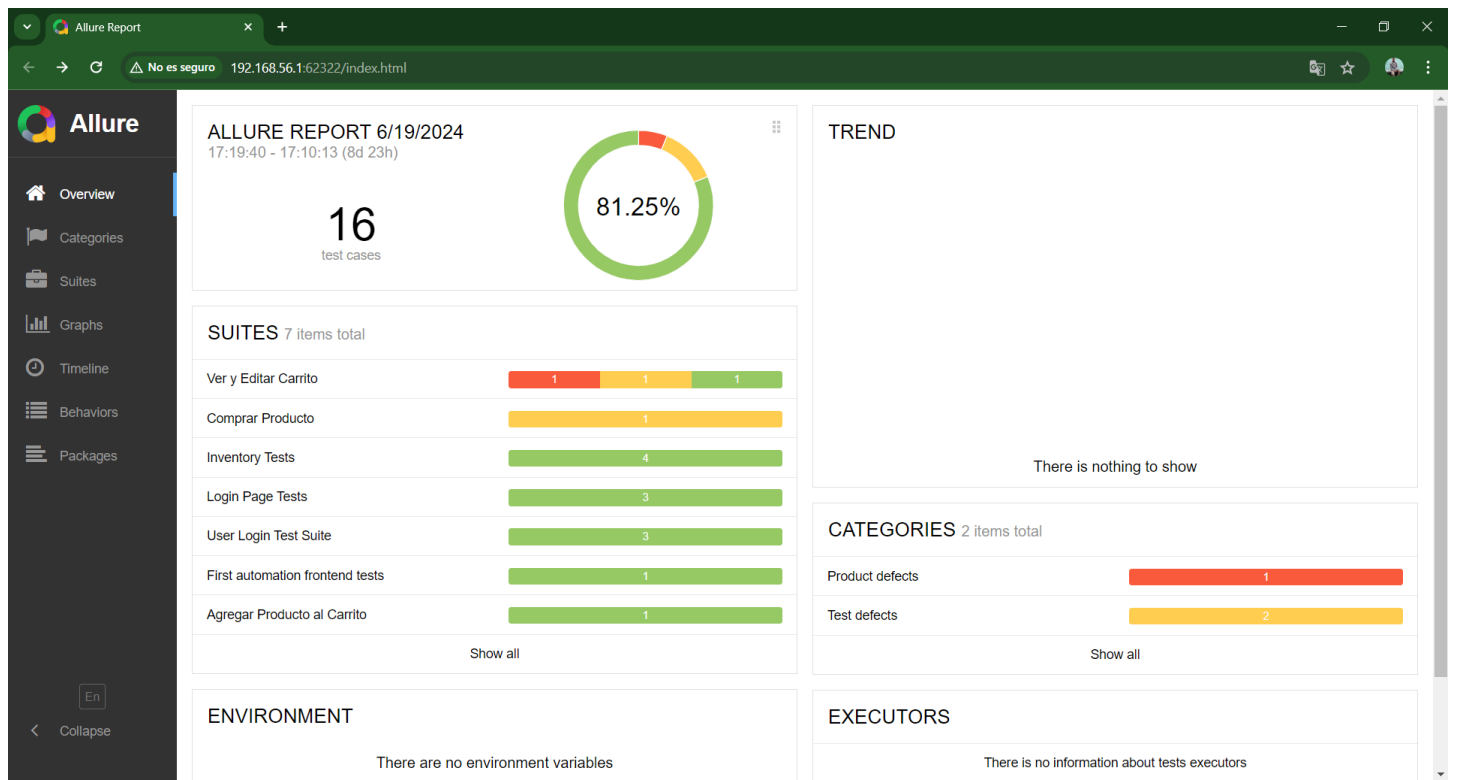 Allure Report
No es seguro 192.168.56.1:62322/index.html
Allure
Overview
Categories
Suites
Graphs
Timeline
Behaviors
Packages
En
Collapse
ALLURE REPORT 6/19/2024
17:19:40 - 17:10:13 (8d 23h)
16
test cases
81.25%
SUITES 7 items total
Ver y Editar Carrito 1 1 1
Comprar Producto 1
Inventory Tests 4
Login Page Tests 3
User Login Test Suite 3
First automation frontend tests 1
Agregar Producto al Carrito 1
Show all
ENVIRONMENT
There are no environment variables
TREND
There is nothing to show
CATEGORIES 2 items total
Product defects 1
Test defects 2
Show all
EXECUTORS
There is no information about tests executors